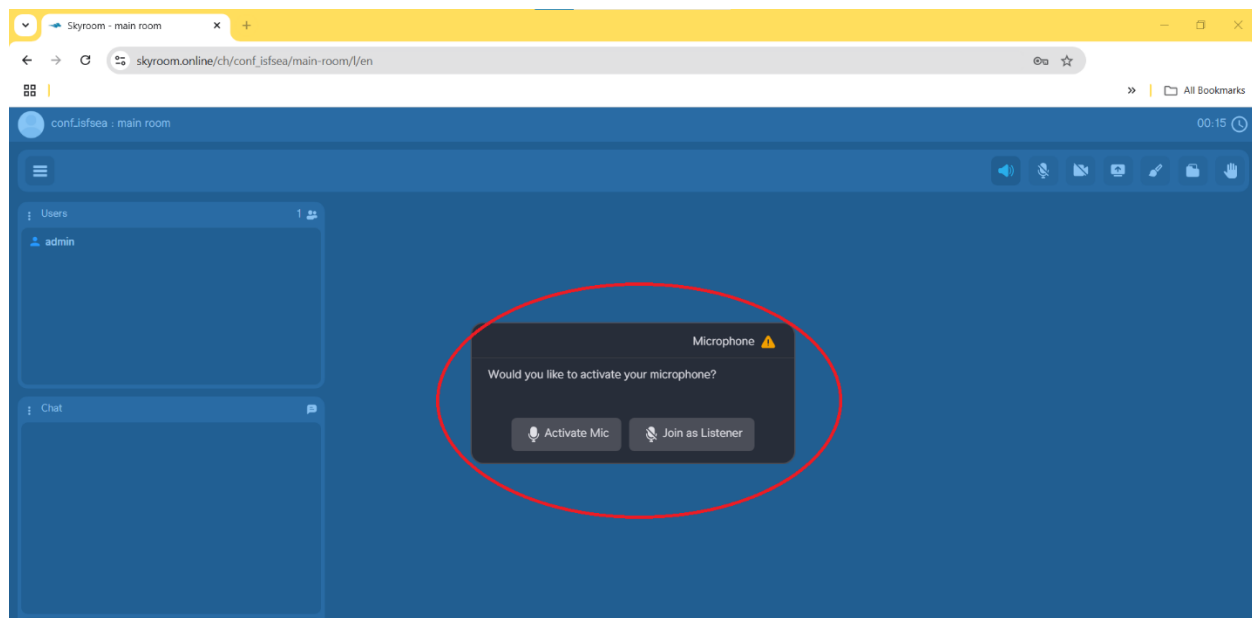 Skyroom - main room
skyroom.online/ch/conf_isfsea/main-room/l/en
All Bookmarks
conf_isfsea : main room
00:15
Users
1
admin
Microphone
Would you like to activate your microphone?
Activate Mic
Join as Listener
Chat